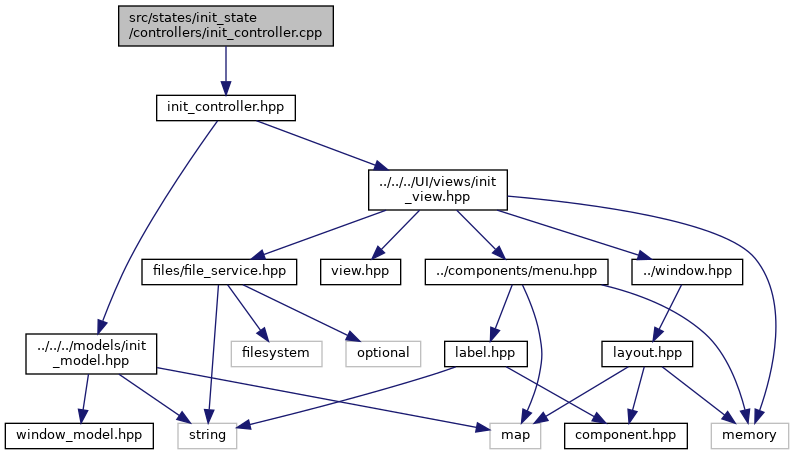 src/states/init_state
/controllers/init_controller.cpp
init_controller.hpp
../../../UI/views/init
_view.hpp
files/file_service.hpp
view.hpp
../components/menu.hpp
../window.hpp
../../../models/init
_model.hpp
filesystem
optional
label.hpp
layout.hpp
window_model.hpp
string
map
component.hpp
memory